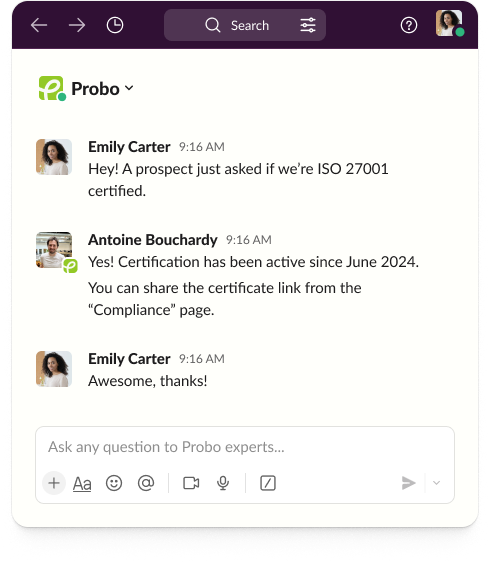 Search
Probo
Emily Carter 9:16 AM
Hey! A prospect just asked if we’re ISO 27001
certified.
Antoine Bouchardy 9:16 AM
Yes! Certification has been active since June 2024.
You can share the certificate link from the
“Compliance” page.
Emily Carter 9:16 AM
Awesome, thanks!
Ask any question to Probo experts...
Aa